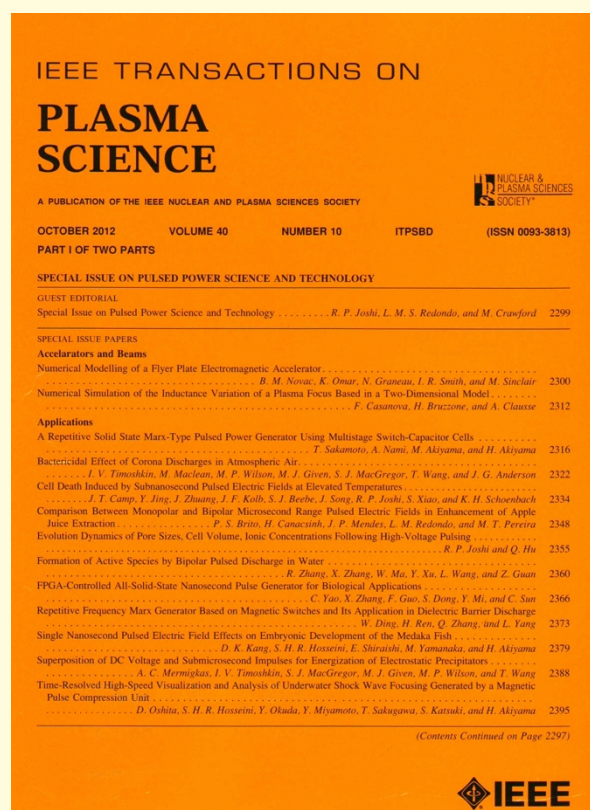 IEEE TRANSACTIONS ON
PLASMA
SCIENCE
A PUBLICATION OF THE IEEE NUCLEAR AND PLASMA SCIENCES SOCIETY
NUCLEAR &
PLASMA SCIENCES
SOCIETY
OCTOBER 2012 VOLUME 40 NUMBER 10 ITPSBD (ISSN 0093-3813)
PART I OF TWO PARTS
SPECIAL ISSUE ON PULSED POWER SCIENCE AND TECHNOLOGY
GUEST EDITORIAL
Special Issue on Pulsed Power Science and Technology . . . . . . . . . R. P. Joshi, L. M. S. Redondo, and M. Crawford 2299
SPECIAL ISSUE PAPERS
Accelarators and Beams
Numerical Modelling of a Flyer Plate Electromagnetic Accelerator. . . . . . . . . .
. . . . . . . . . . B. M. Novac, K. Omar, N. Graneau, I. R. Smith, and M. Sinclair 2300
Numerical Simulation of the Inductance Variation of a Plasma Focus Based in a Two-Dimensional Model . . . . . . .
. . . . . . . . . . F. Casanova, H. Bruzzone, and A. Clausse 2312
Applications
A Repetitive Solid State Marx-Type Pulsed Power Generator Using Multistage Switch-Capacitor Cells . . . . . . . . .
. . . . . . . . . . T. Sakamoto, A. Nami, M. Akiyama, and H. Akiyama 2316
Bactericidal Effect of Corona Discharges in Atmospheric Air. . . . . . . . . .
. . . . . . . . . . I. V. Timoshkin, M. Maclean, M. P. Wilson, M. J. Given, S. J. MacGregor, T. Wang, and J. G. Anderson 2322
Cell Death Induced by Subnanosecond Pulsed Electric Fields at Elevated Temperatures . . . . . . . . . .
. . . . . . . . . . J. T. Camp, Y. Jing, J. Zhuang, J. F. Kolb, S. J. Beebe, J. Song, R. P. Joshi, S. Xiao, and K. H. Schoenbach 2334
Comparison Between Monopolar and Bipolar Microsecond Range Pulsed Electric Fields in Enhancement of Apple
Juice Extraction . . . . . . . . . . P. S. Brito, H. Canacsinh, J. P. Mendes, L. M. Redondo, and M. T. Pereira 2348
Evolution Dynamics of Pore Sizes, Cell Volume, Ionic Concentrations Following High-Voltage Pulsing . . . . . . . . .
. . . . . . . . . . R. P. Joshi and Q. Hu 2355
Formation of Active Species by Bipolar Pulsed Discharge in Water . . . . . . . . . .
. . . . . . . . . . R. Zhang, X. Zhang, W. Ma, Y. Xu, L. Wang, and Z. Guan 2360
FPGA-Controlled All-Solid-State Nanosecond Pulse Generator for Biological Applications . . . . . . . . . .
. . . . . . . . . . C. Yao, X. Zhang, F. Guo, S. Dong, Y. Mi, and C. Sun 2366
Repetitive Frequency Marx Generator Based on Magnetic Switches and Its Application in Dielectric Barrier Discharge
. . . . . . . . . . W. Ding, H. Ren, Q. Zhang, and L. Yang 2373
Single Nanosecond Pulsed Electric Field Effects on Embryonic Development of the Medaka Fish . . . . . . . . . .
. . . . . . . . . . D. K. Kang, S. H. R. Hosseini, E. Shiraishi, M. Yamanaka, and H. Akiyama 2379
Superposition of DC Voltage and Submicrosecond Impulses for Energization of Electrostatic Precipitators . . . . . . .
. . . . . . . . . . A. C. Mermigkas, I. V. Timoshkin, S. J. MacGregor, M. J. Given, M. P. Wilson, and T. Wang 2388
Time-Resolved High-Speed Visualization and Analysis of Underwater Shock Wave Focusing Generated by a Magnetic
Pulse Compression Unit . . . . . . . . . .
. . . . . . . . . . D. Oshita, S. H. R. Hosseini, Y. Okuda, Y. Miyamoto, T. Sakugawa, S. Katsuki, and H. Akiyama 2395
(Contents Continued on Page 2297)
IEEE